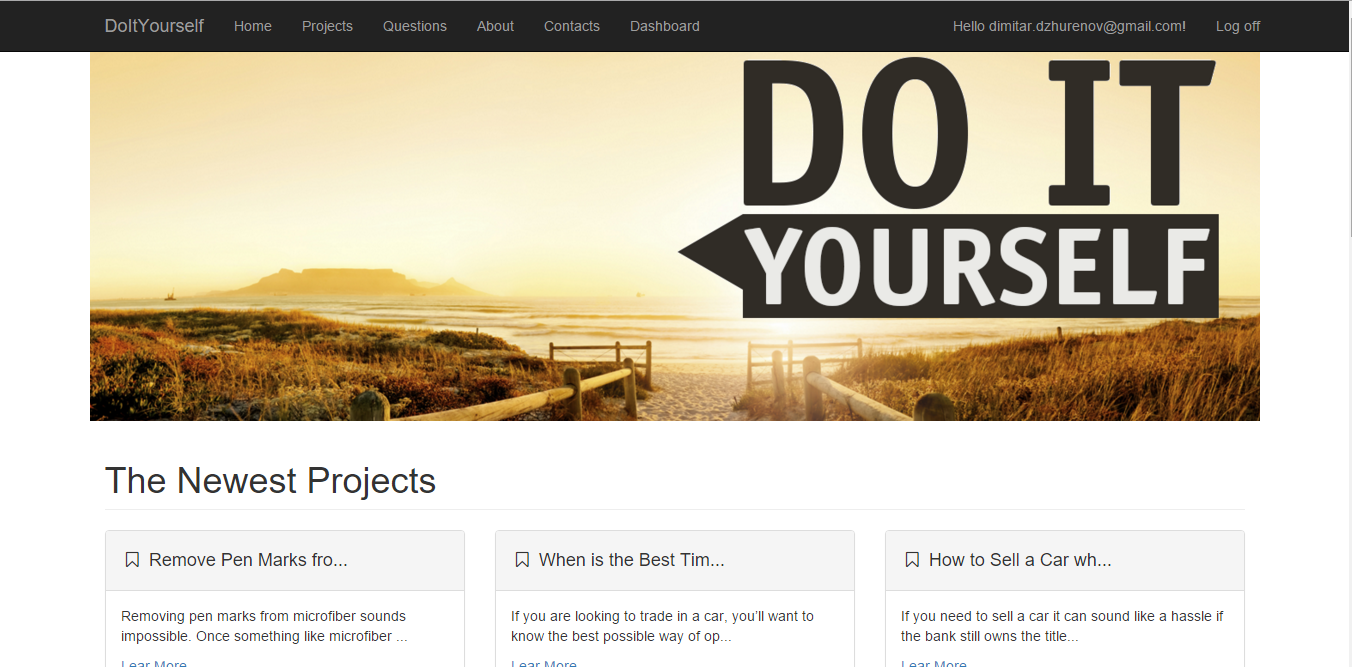 DoItYourself Home Projects Questions About Contacts Dashboard Hello dimitar.dzhurenov@gmail.com! Log off
DO IT
YOURSELF
The Newest Projects
Remove Pen Marks fro...
Removing pen marks from microfiber sounds
impossible. Once something like microfiber ...
Lear More
When is the Best Tim...
If you are looking to trade in a car, you’ll want to
know the best possible way of op...
Lear More
How to Sell a Car wh...
If you need to sell a car it can sound like a hassle if
the bank still owns the title...
Lear More